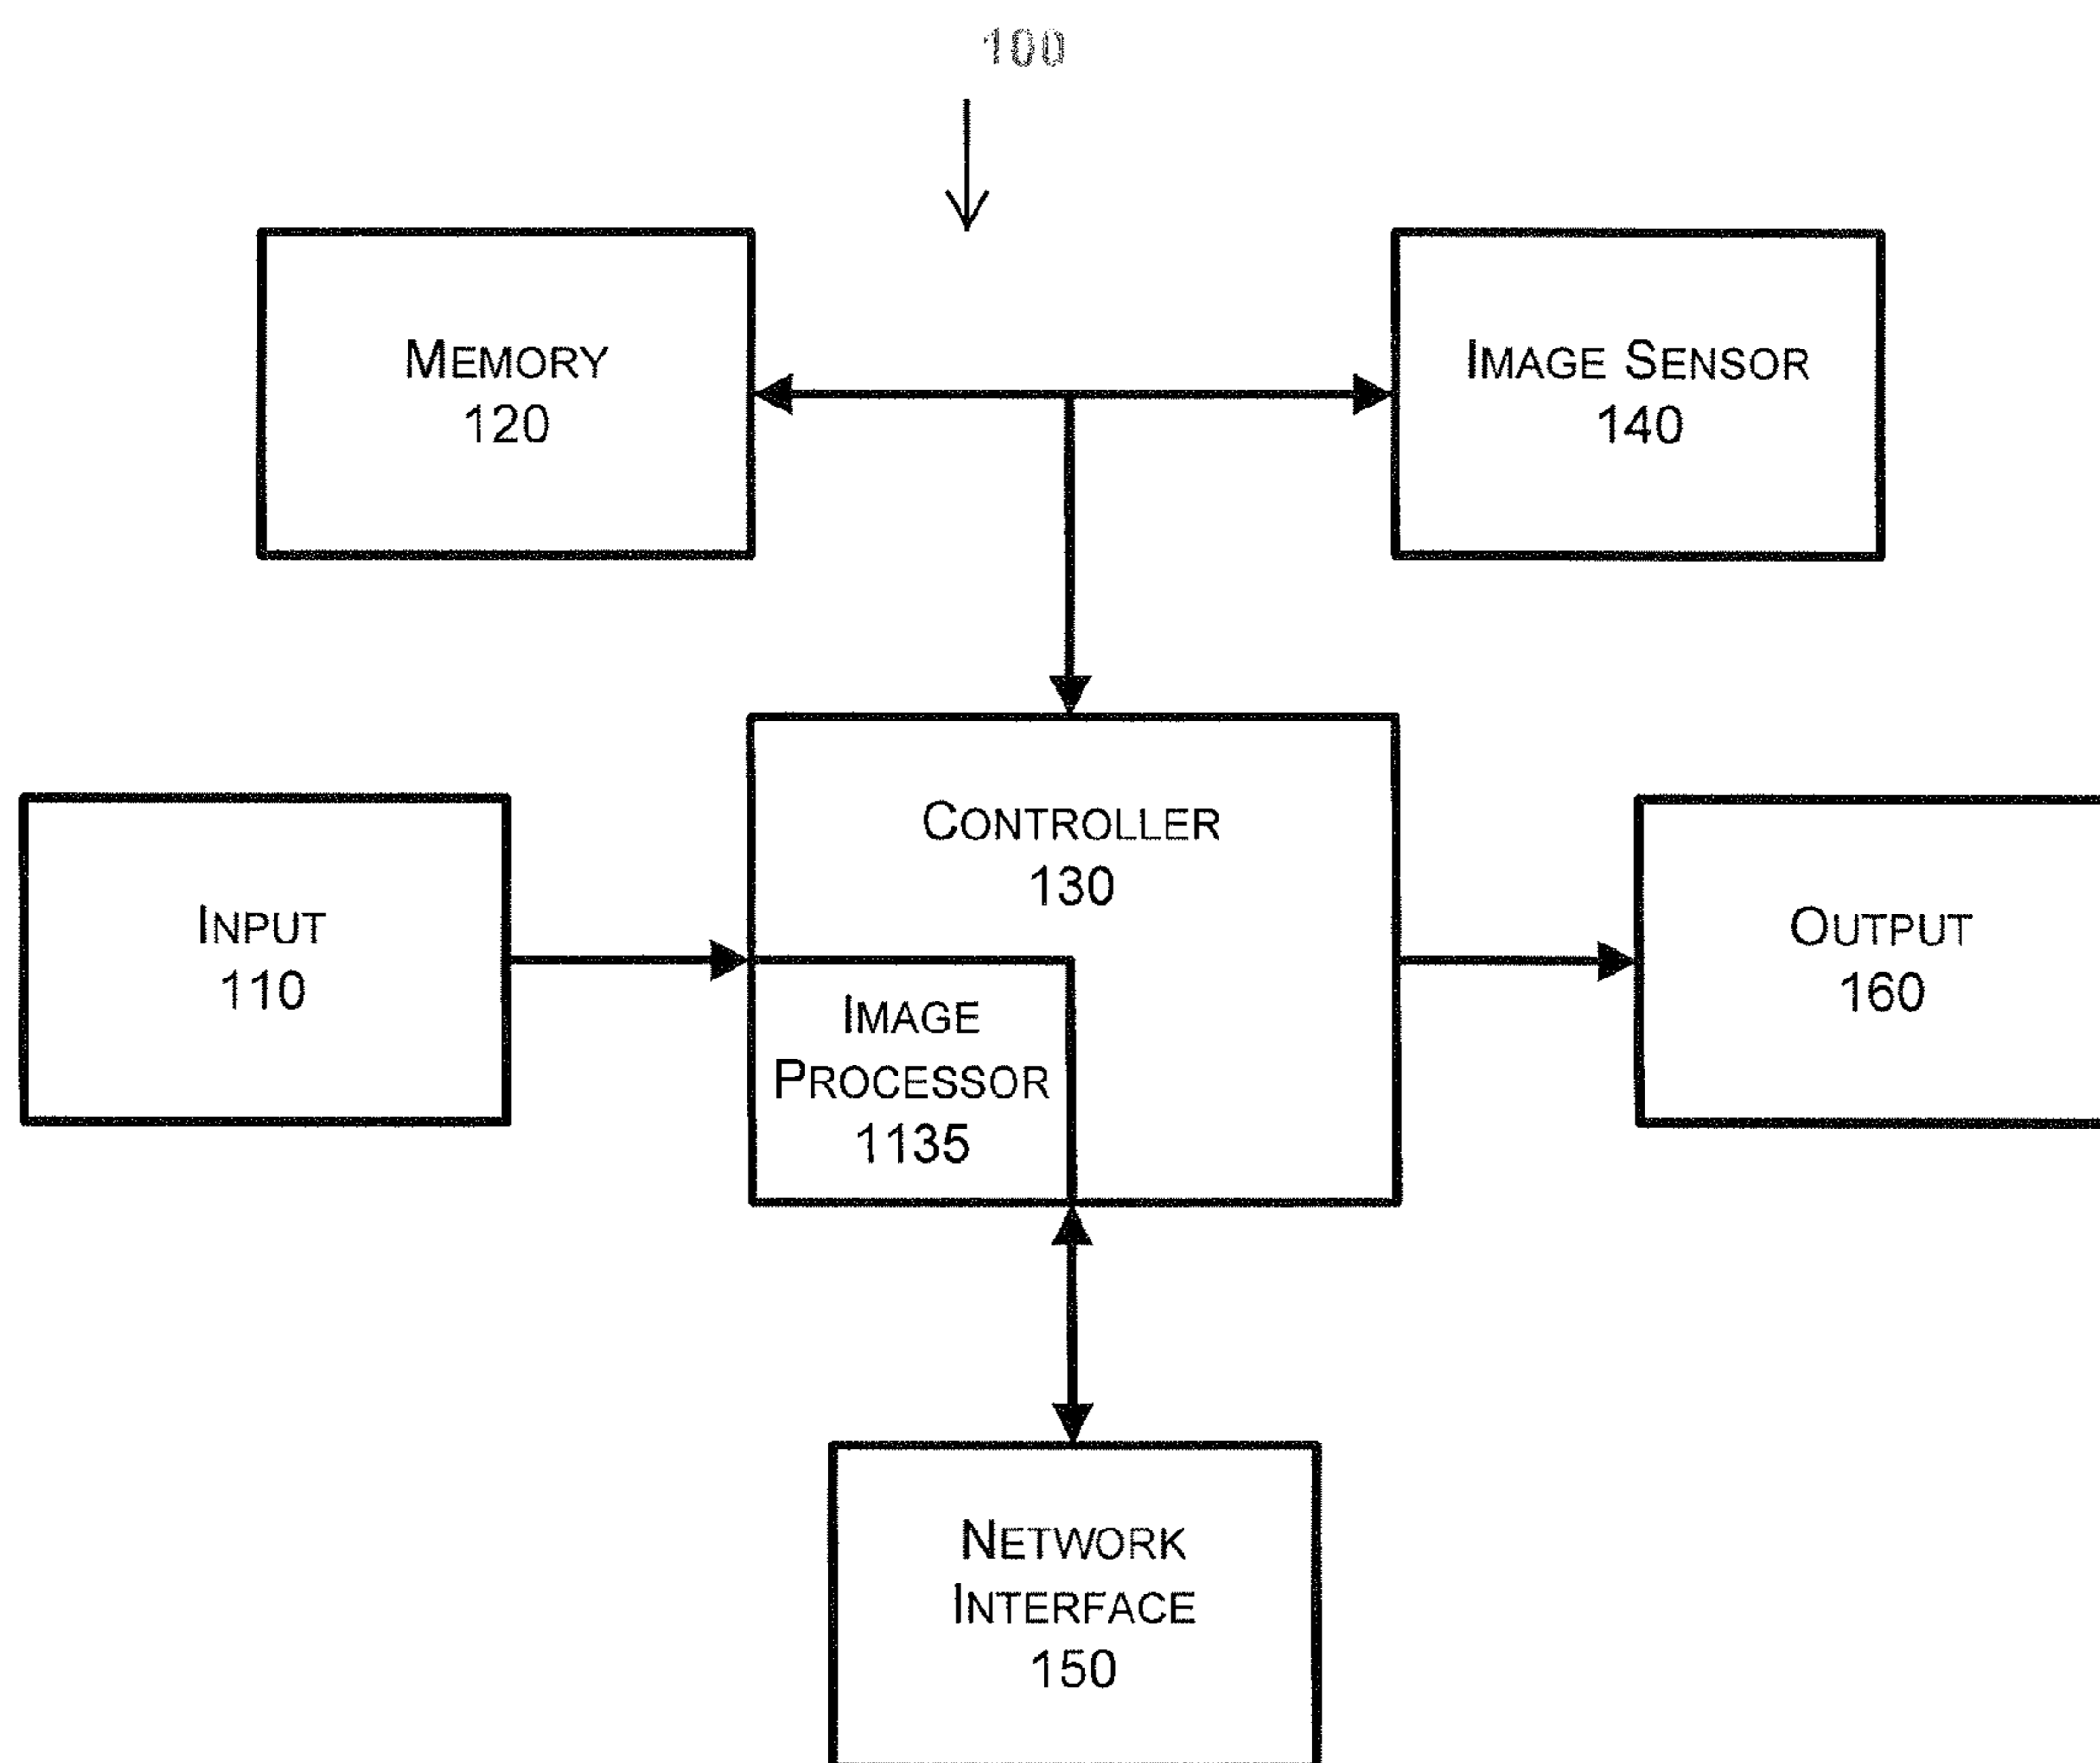 100
MEMORY
120
IMAGE SENSOR
140
CONTROLLER
130
INPUT
110
IMAGE
PROCESSOR
1135
OUTPUT
160
NETWORK
INTERFACE
150